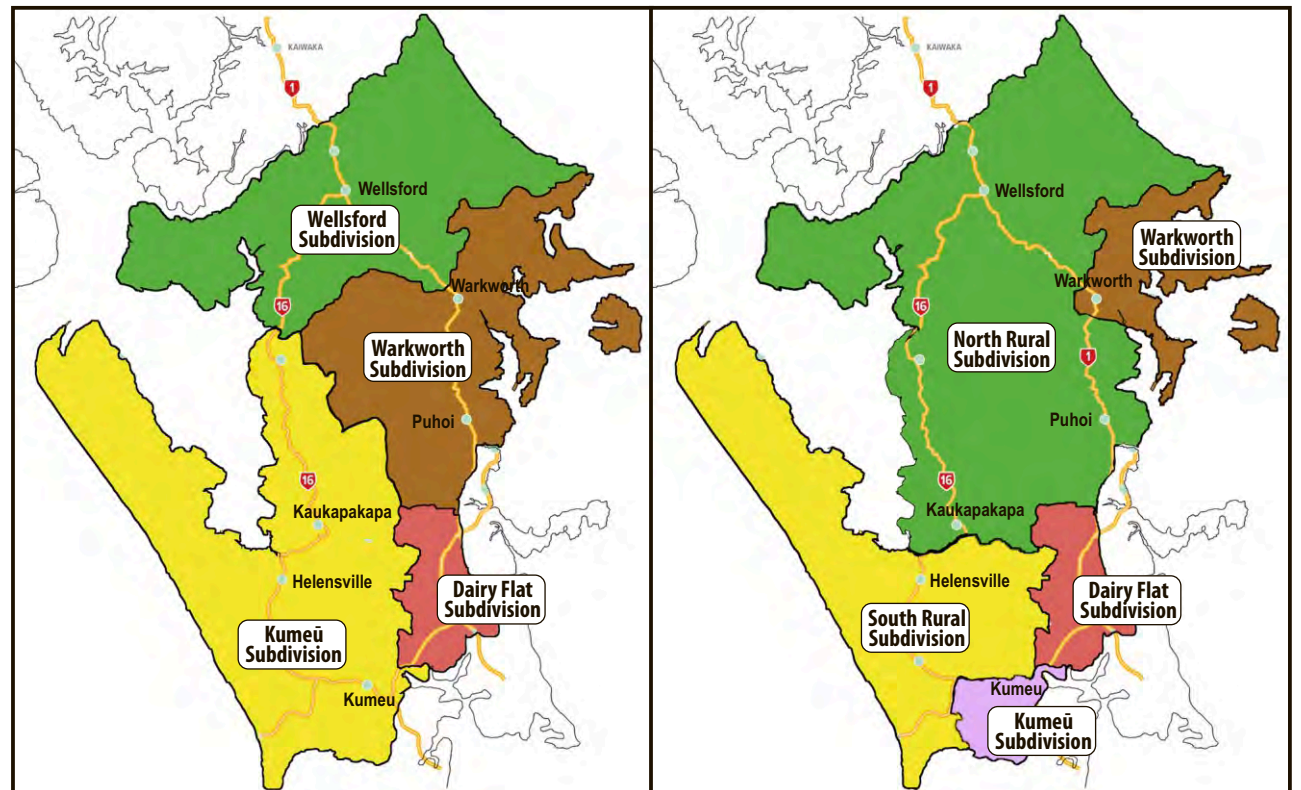 KAIWAKA
1
Wellsford
Wellsford
Subdivision
Warkworth
16
Warkworth
Subdivision
Puhoi
16
Kaukapakapa
Helensville
Dairy Flat
Subdivision
Kumeū
Subdivision
Kumeu
KAIWAKA
1
Wellsford
Warkworth
Subdivision
Warkworth
16
North Rural
Subdivision
1
Puhoi
16
Kaukapakapa
Helensville
Dairy Flat
Subdivision
South Rural
Subdivision
Kumeu
Kumeū
Subdivision